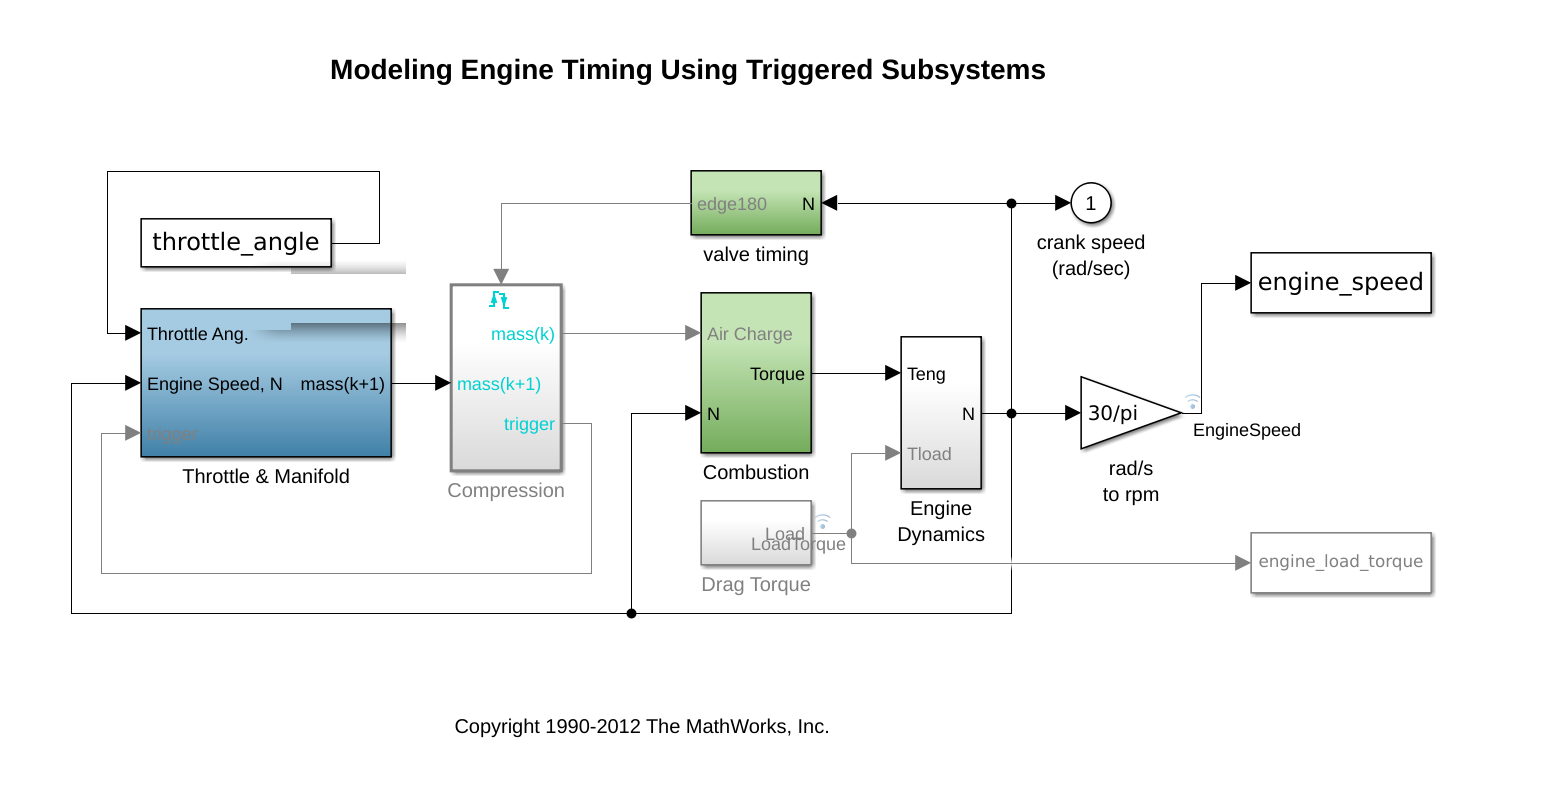 Modeling Engine Timing Using Triggered Subsystems
throttle_angle
edge180 N
valve timing
1
crank speed
(rad/sec)
engine_speed
Throttle Ang.
Engine Speed, N mass(k+1)
trigger
Throttle & Manifold
mass(k)
mass(k+1)
trigger
Compression
Air Charge
Torque
N
Combustion
Teng
N
Tload
Engine
Dynamics
30/pi
EngineSpeed
rad/s
to rpm
Load
LoadTorque
Drag Torque
engine_load_torque
Copyright 1990-2012 The MathWorks, Inc.